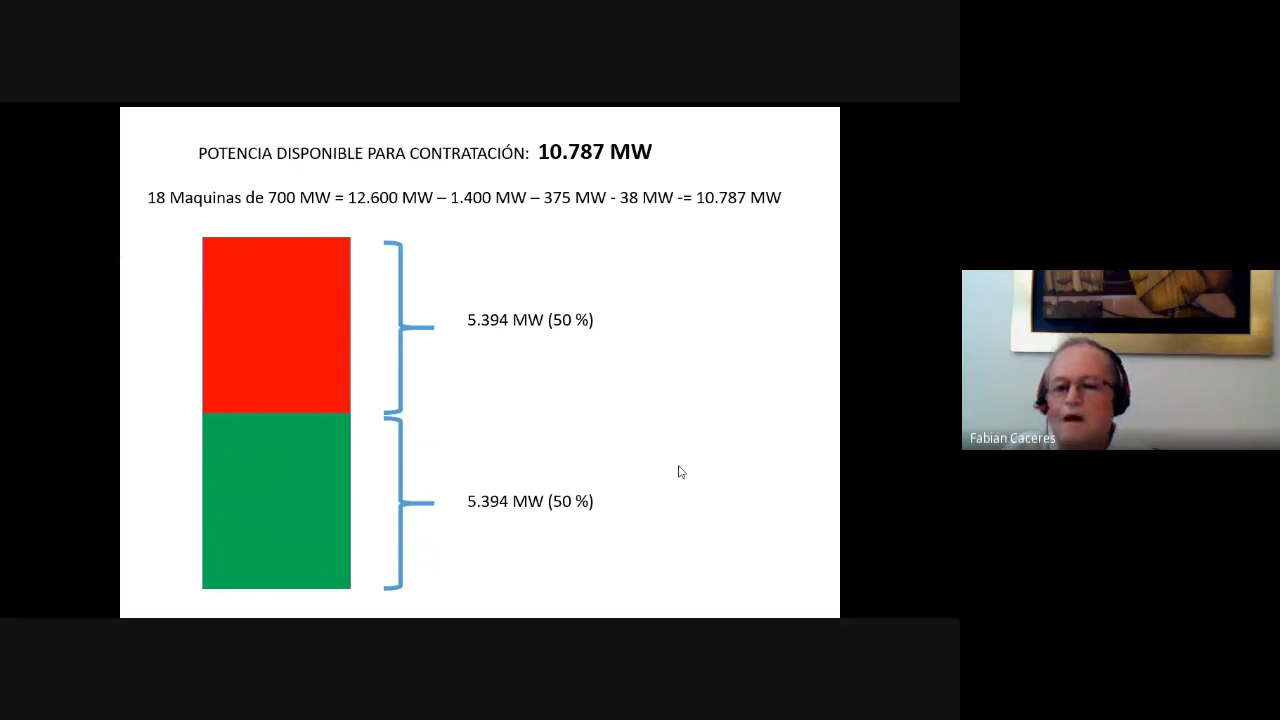 POTENCIA DISPONIBLE PARA CONTRATACIÓN: 10.787 MW
18 Maquinas de 700 MW = 12.600 MW – 1.400 MW – 375 MW - 38 MW -= 10.787 MW
5.394 MW (50 %)
5.394 MW (50 %)
Fabian Caceres